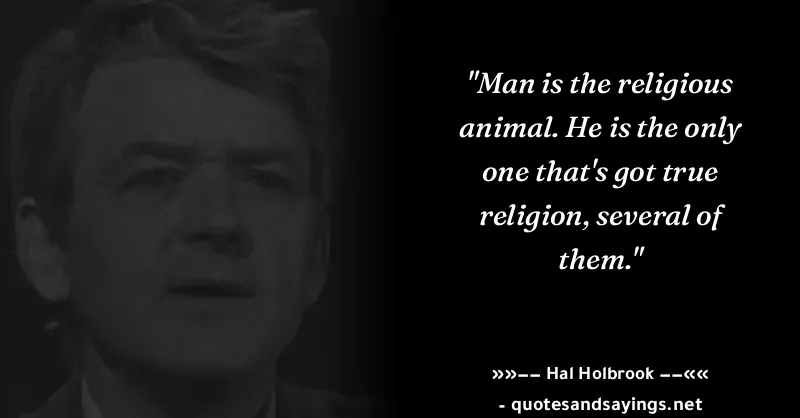 "Man is the religious
animal. He is the only
one that's got true
religion, several of
them."
»»—— Hal Holbrook ——««
- quotesandsayings.net